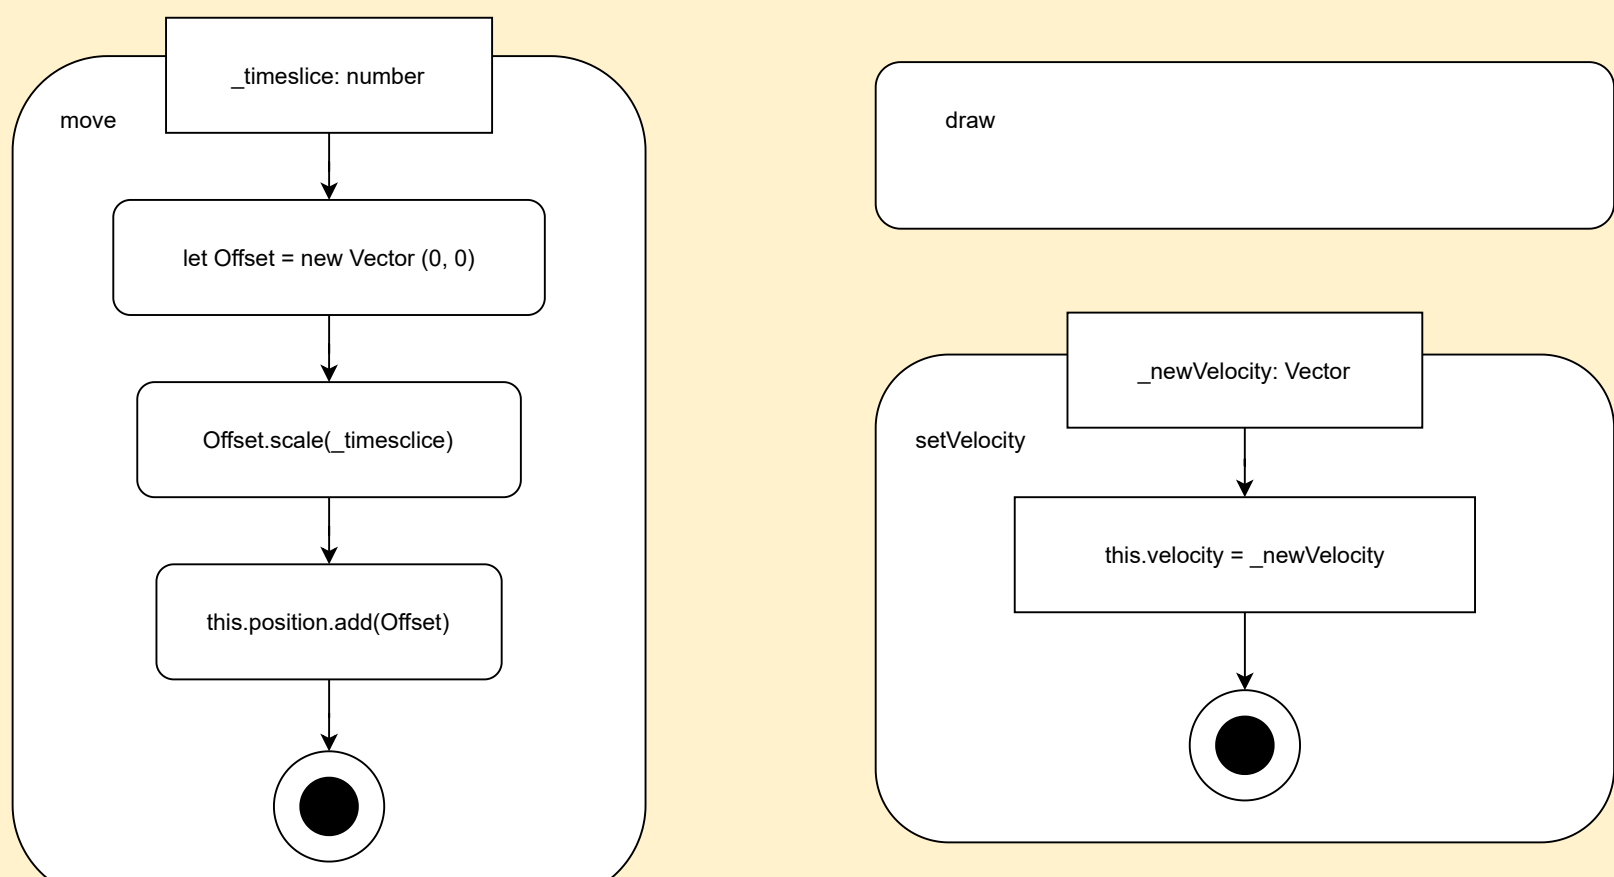 _timeslice: number
move
let Offset = new Vector (0, 0)
Offset.scale(_timesclice)
this.position.add(Offset)
draw
_newVelocity: Vector
setVelocity
this.velocity = _newVelocity